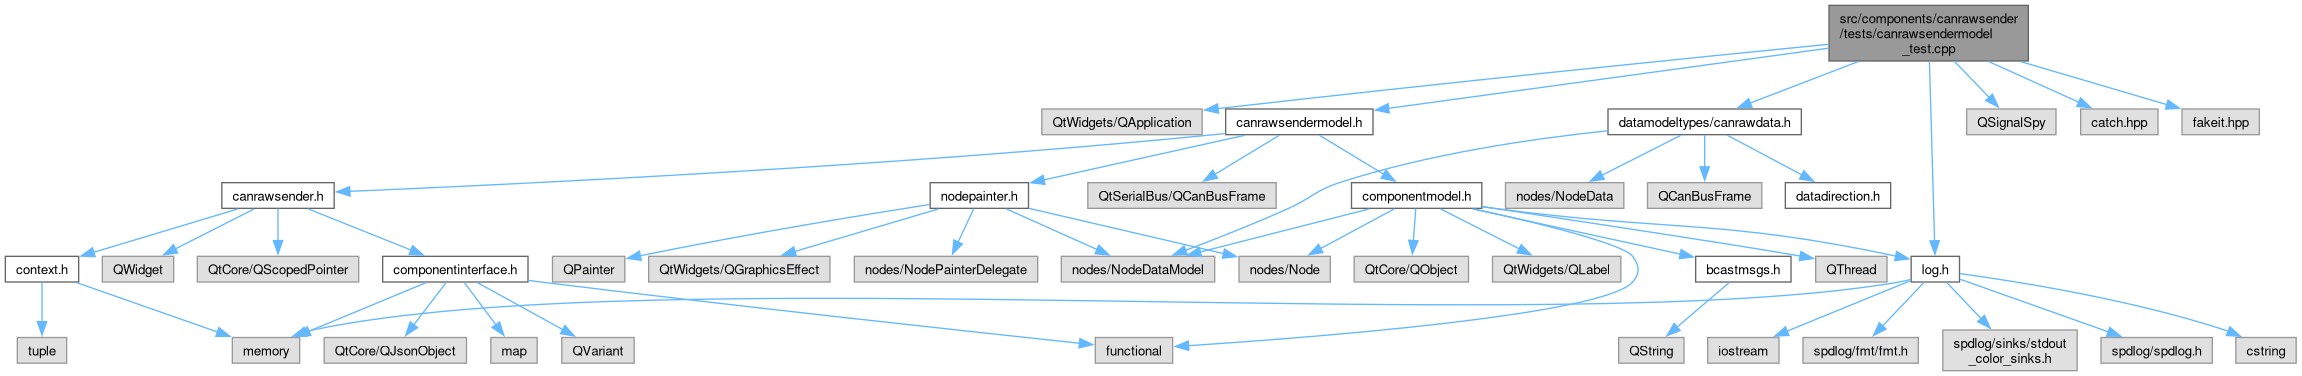 src/components/canrawsender
/tests/canrawsendermodel
_test.cpp
QtWidgets/QApplication
canrawsendermodel.h
datamodeltypes/canrawdata.h
QSignalSpy
catch.hpp
fakeit.hpp
canrawsender.h
nodepainter.h
QtSerialBus/QCanBusFrame
componentmodel.h
nodes/NodeData
QCanBusFrame
datadirection.h
context.h
QWidget
QtCore/QScopedPointer
componentinterface.h
QPainter
QtWidgets/QGraphicsEffect
nodes/NodePainterDelegate
nodes/NodeDataModel
nodes/Node
QtCore/QObject
QtWidgets/QLabel
bcastmsgs.h
QThread
log.h
tuple
memory
QtCore/QJsonObject
map
QVariant
functional
QString
iostream
spdlog/fmt/fmt.h
spdlog/sinks/stdout
_color_sinks.h
spdlog/spdlog.h
cstring